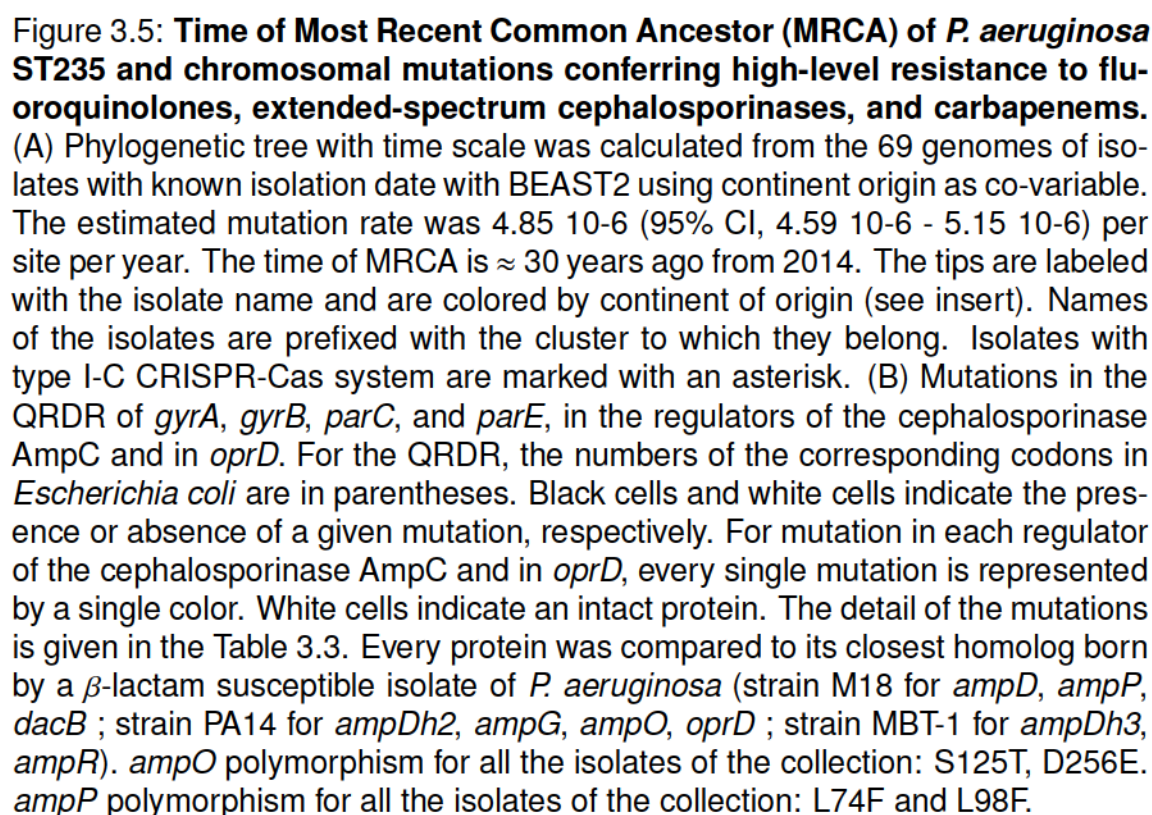 Figure 3.5: Time of Most Recent Common Ancestor (MRCA) of P. aeruginosa
ST235 and chromosomal mutations conferring high-level resistance to flu-
oroquinolones, extended-spectrum cephalosporinases, and carbapenems.
(A) Phylogenetic tree with time scale was calculated from the 69 genomes of iso-
lates with known isolation date with BEAST2 using continent origin as co-variable.
The estimated mutation rate was 4.85 10-6 (95% CI, 4.59 10-6 - 5.15 10-6) per
site per year. The time of MRCA is ≈ 30 years ago from 2014. The tips are labeled
with the isolate name and are colored by continent of origin (see insert). Names
of the isolates are prefixed with the cluster to which they belong. Isolates with
type I-C CRISPR-Cas system are marked with an asterisk. (B) Mutations in the
QRDR of gyrA, gyrB, parC, and parE, in the regulators of the cephalosporinase
AmpC and in oprD. For the QRDR, the numbers of the corresponding codons in
Escherichia coli are in parentheses. Black cells and white cells indicate the pres-
ence or absence of a given mutation, respectively. For mutation in each regulator
of the cephalosporinase AmpC and in oprD, every single mutation is represented
by a single color. White cells indicate an intact protein. The detail of the mutations
is given in the Table 3.3. Every protein was compared to its closest homolog born
by a β-lactam susceptible isolate of P. aeruginosa (strain M18 for ampD, ampP,
dacB ; strain PA14 for ampDh2, ampG, ampO, oprD ; strain MBT-1 for ampDh3,
ampR). ampO polymorphism for all the isolates of the collection: S125T, D256E.
ampP polymorphism for all the isolates of the collection: L74F and L98F.